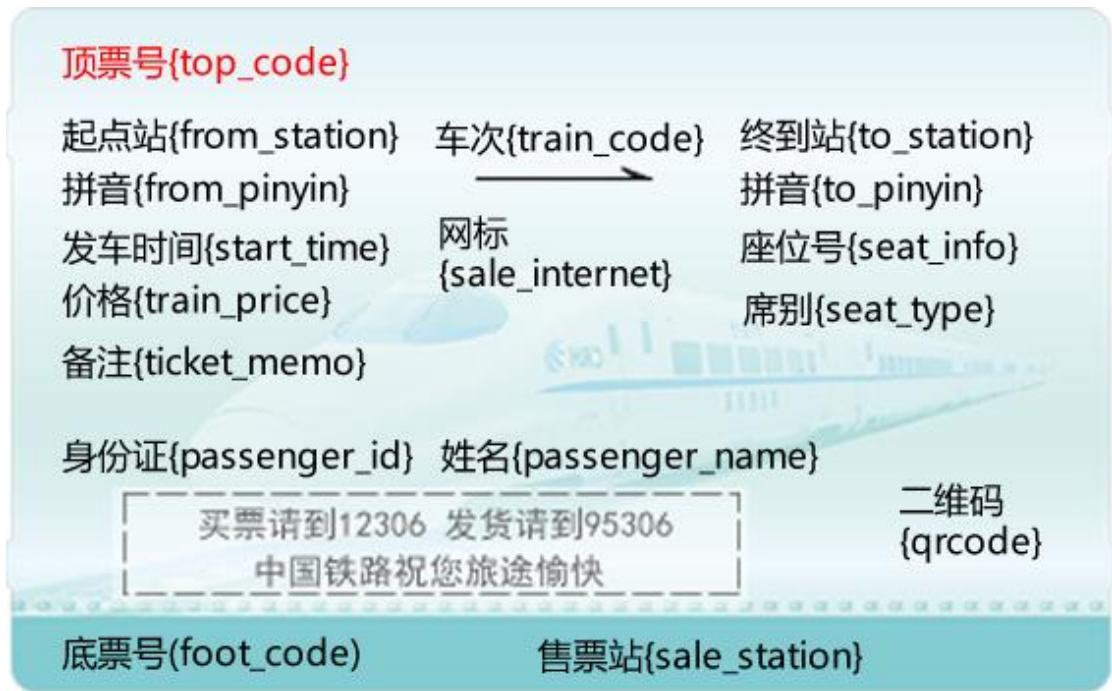 顶票号{top_code}
起点站{from_station} 车次{train_code} 终到站{to_station}
拼音{from_pinyin} 拼音{to_pinyin}
发车时间{start_time} 网标 座位号{seat_info}
{sale_internet}
价格{train_price} 席别{seat_type}
备注{ticket_memo}
身份证{passenger_id} 姓名{passenger_name}
买票请到12306 发货请到95306
中国铁路祝您旅途愉快
二维码
{qrcode}
底票号(foot_code) 售票站{sale_station}